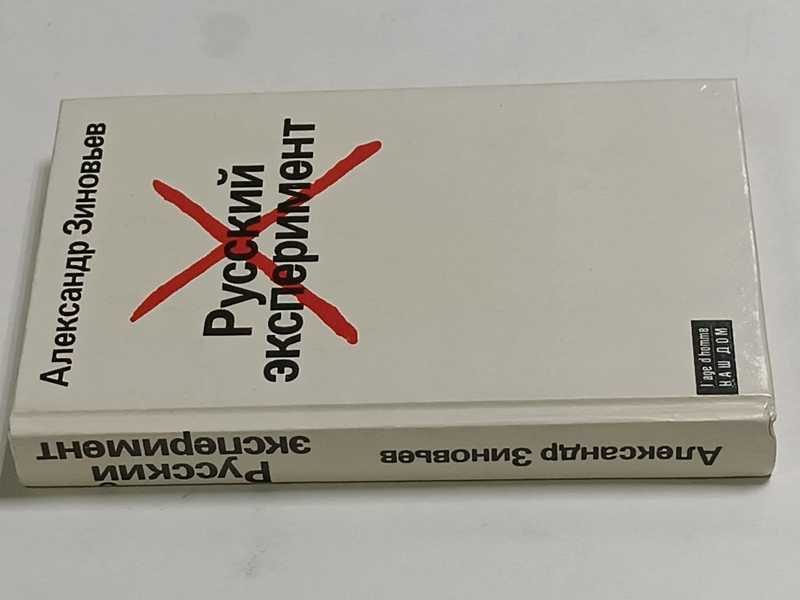 Александр Зиновьев
Русский
эксперимент
l age d homme
НАШ ДОМ
Русский
эксперимент
Александр Зиновьев